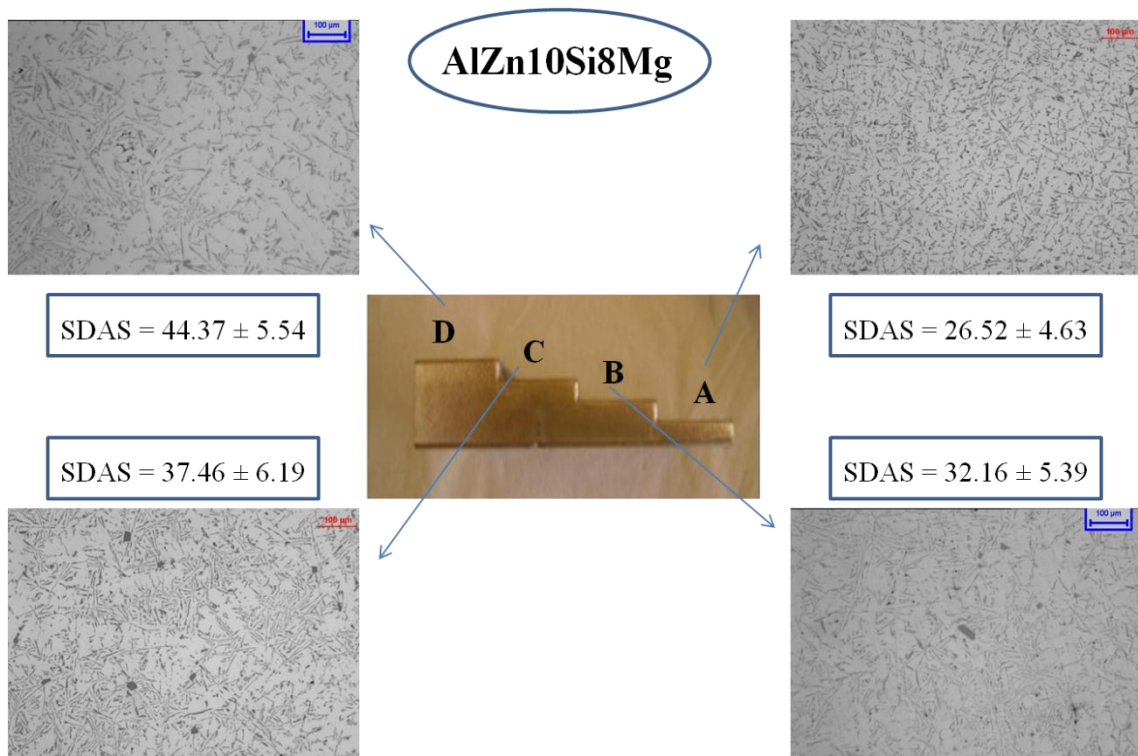 100 µm
AlZn10Si8Mg
100 µm
SDAS = 44.37 ± 5.54
SDAS = 26.52 ± 4.63
D
C
B
A
SDAS = 37.46 ± 6.19
SDAS = 32.16 ± 5.39
100 µm
100 µm